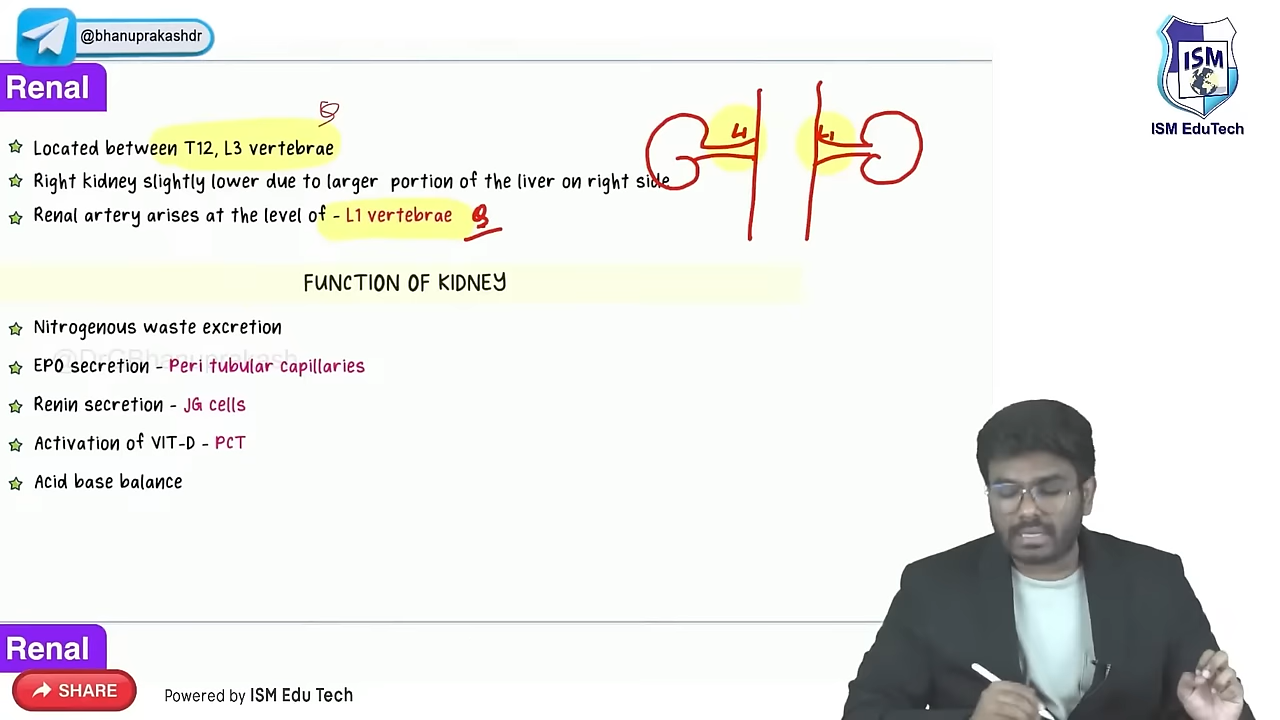 @bhanuprakashdr
ISM
ISM EduTech
Renal
Q
Located between T12, L3 vertebrae
Right kidney slightly lower due to larger portion of the liver on right side
Renal artery arises at the level of - L1 vertebrae Q
L1 L1
FUNCTION OF KIDNEY
Nitrogenous waste excretion
@DrGBhanuprakash
EPO secretion - Peri tubular capillaries
Renin secretion - JG cells
Activation of VIT-D - PCT
Acid base balance
Renal
SHARE
Powered by ISM Edu Tech